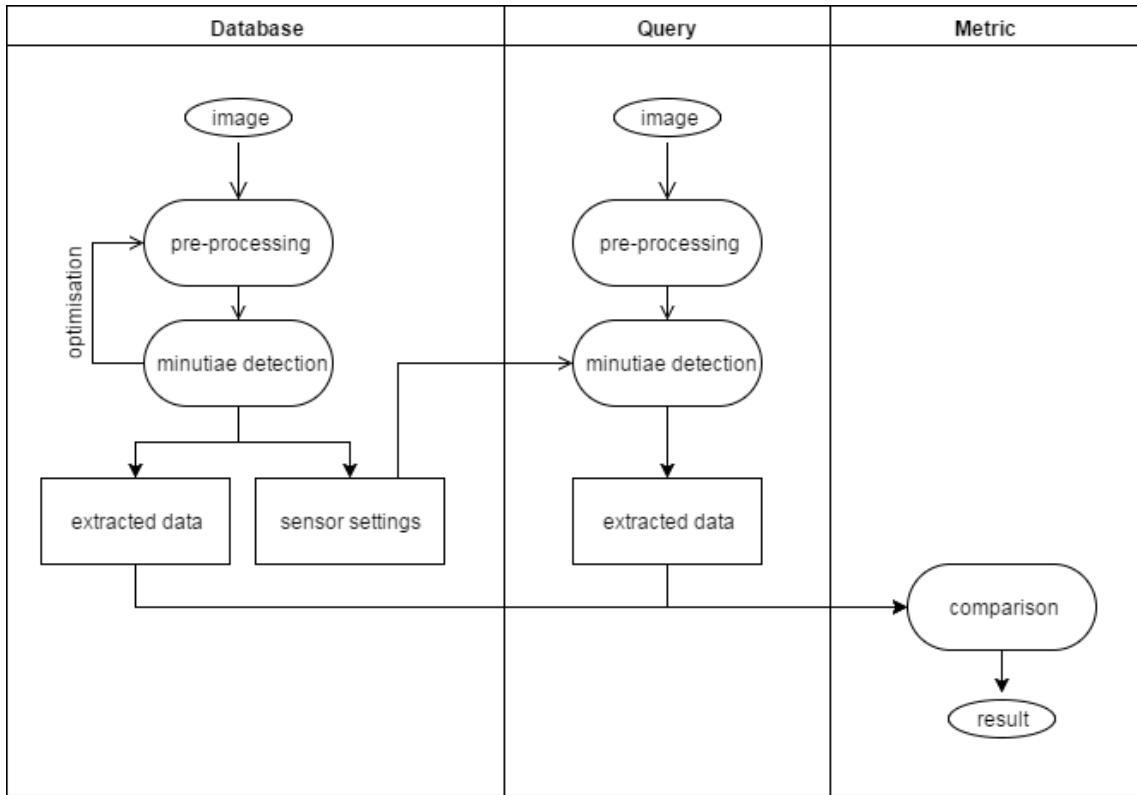 Database
Query
Metric
image
image
pre-processing
pre-processing
optimisation
minutiae detection
minutiae detection
extracted data
sensor settings
extracted data
comparison
result